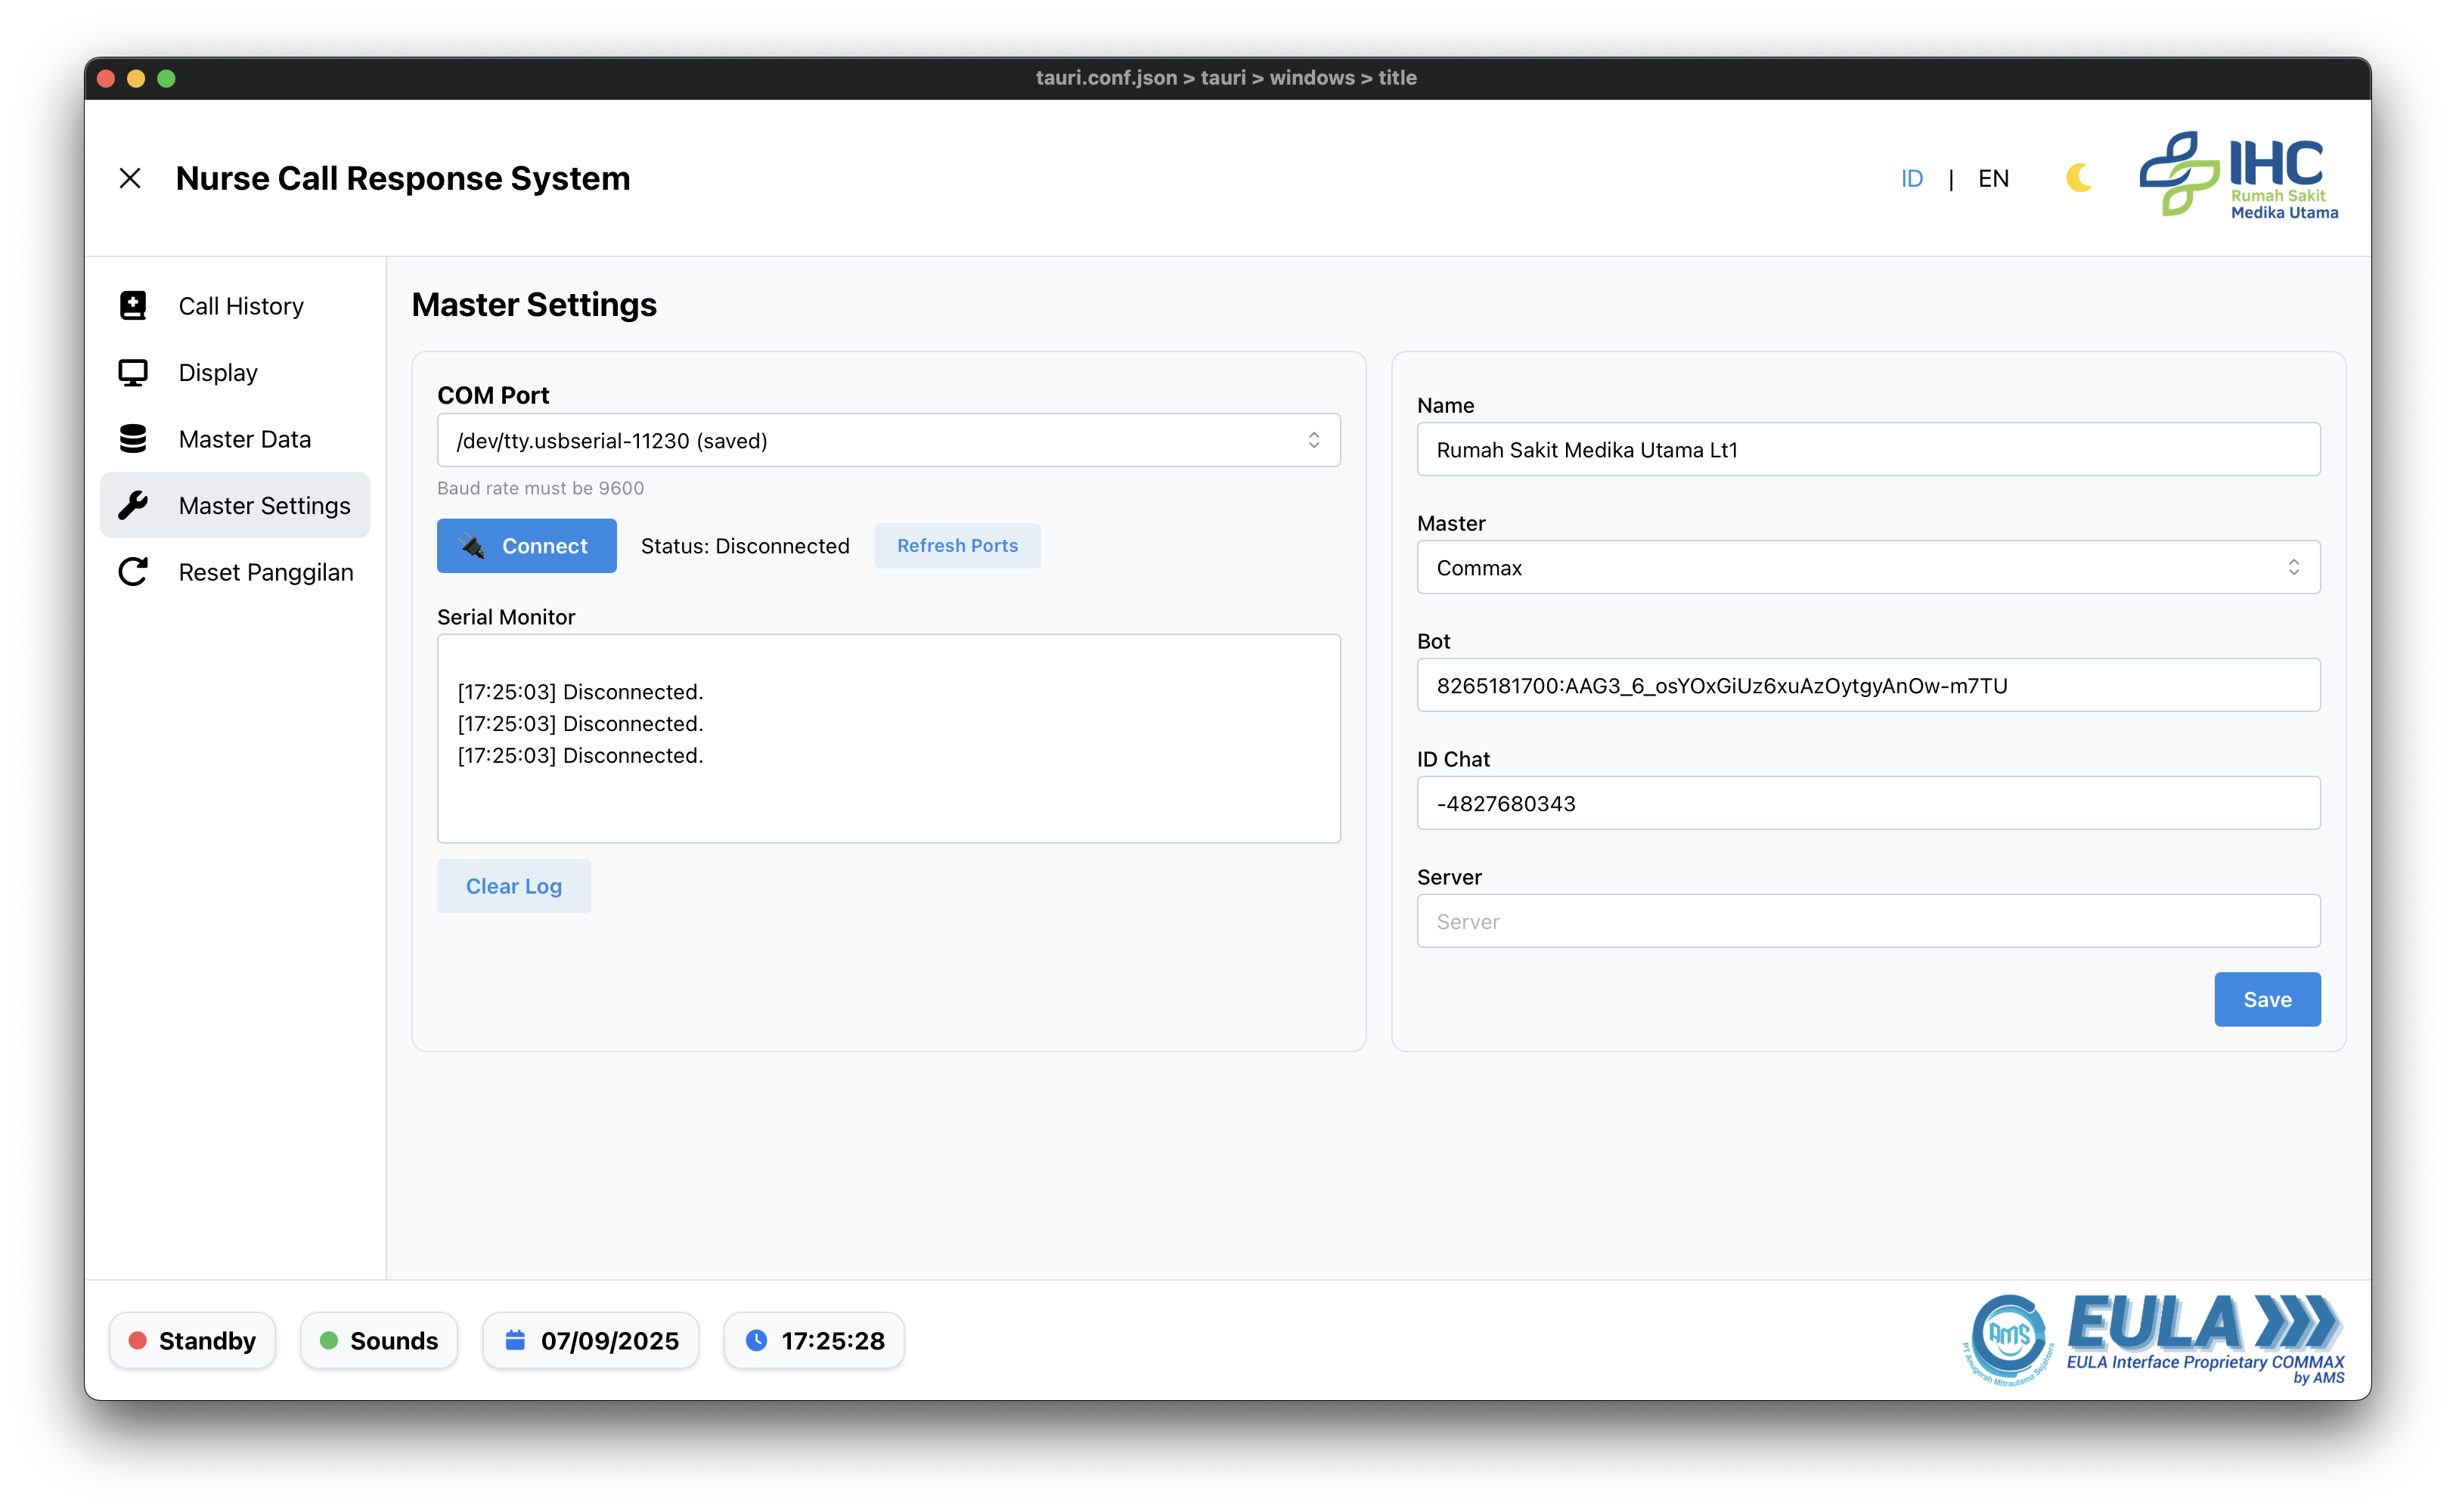 tauri.conf.json > tauri > windows > title
Nurse Call Response System
ID | EN
IHC
Rumah Sakit
Medika Utama
Call History
Display
Master Data
Master Settings
Reset Panggilan
Master Settings
COM Port
/dev/tty.usbserial-11230 (saved)
Baud rate must be 9600
Connect
Status: Disconnected
Refresh Ports
Serial Monitor
[17:25:03] Disconnected.
[17:25:03] Disconnected.
[17:25:03] Disconnected.
Clear Log
Name
Rumah Sakit Medika Utama Lt1
Master
Commax
Bot
8265181700:AAG3_6_osYOxGiUz6xuAzOytgyAnOw-m7TU
ID Chat
-4827680343
Server
Server
Save
Standby
Sounds
07/09/2025
17:25:28
AMS
PT Anugerah Mitrautama Sejahtera
EULA
EULA Interface Proprietary COMMAX
by AMS